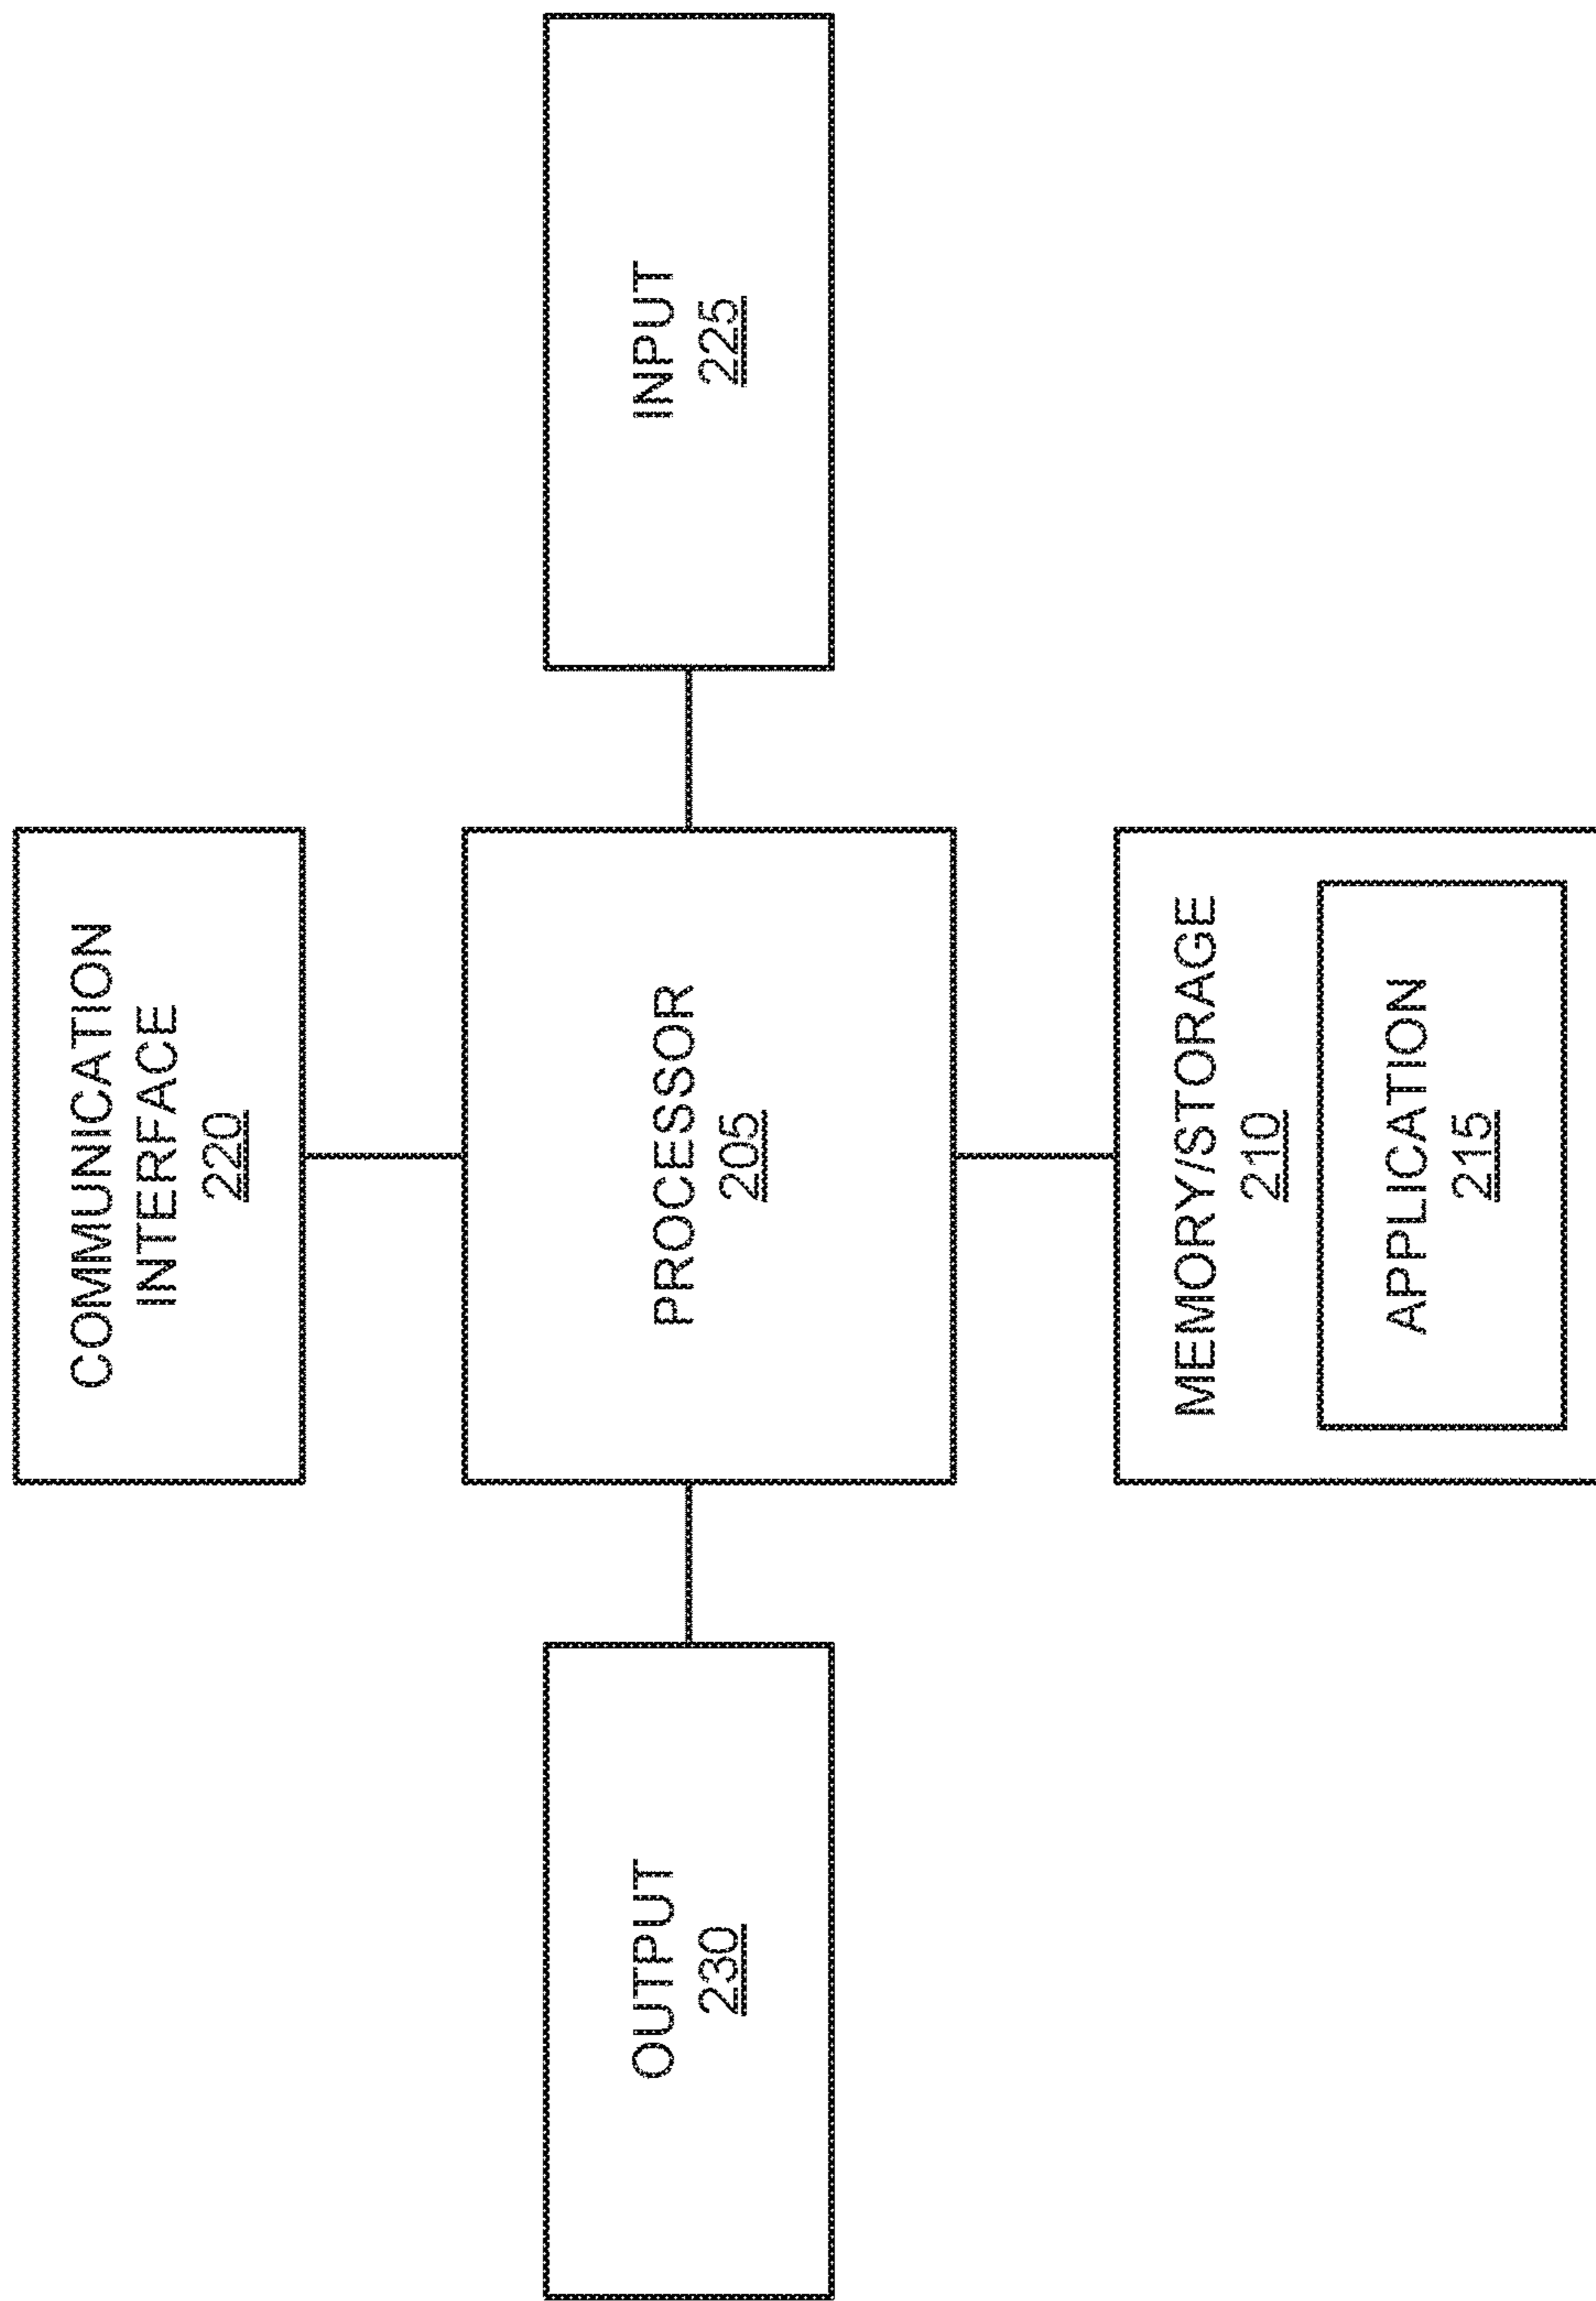 COMMUNICATION
INTERFACE
220
OUTPUT
230
PROCESSOR
205
INPUT
225
MEMORY/STORAGE
210
APPLICATION
215